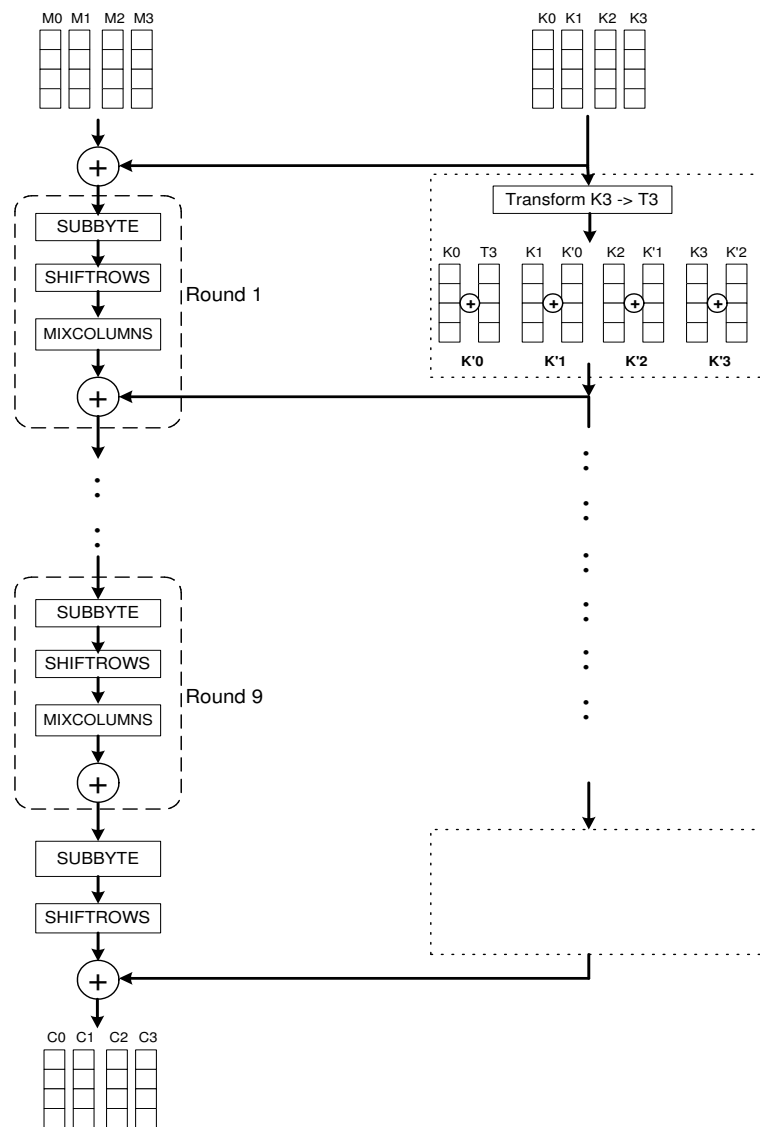 M0 M1 M2 M3
K0 K1 K2 K3
+
Transform K3 -> T3
SUBBYTE
SHIFTROWS
MIXCOLUMNS
+
Round 1
K0 T3 K1 K'0 K2 K'1 K3 K'2
+ + + +
K'0 K'1 K'2 K'3
SUBBYTE
SHIFTROWS
MIXCOLUMNS
+
Round 9
SUBBYTE
SHIFTROWS
+
C0 C1 C2 C3